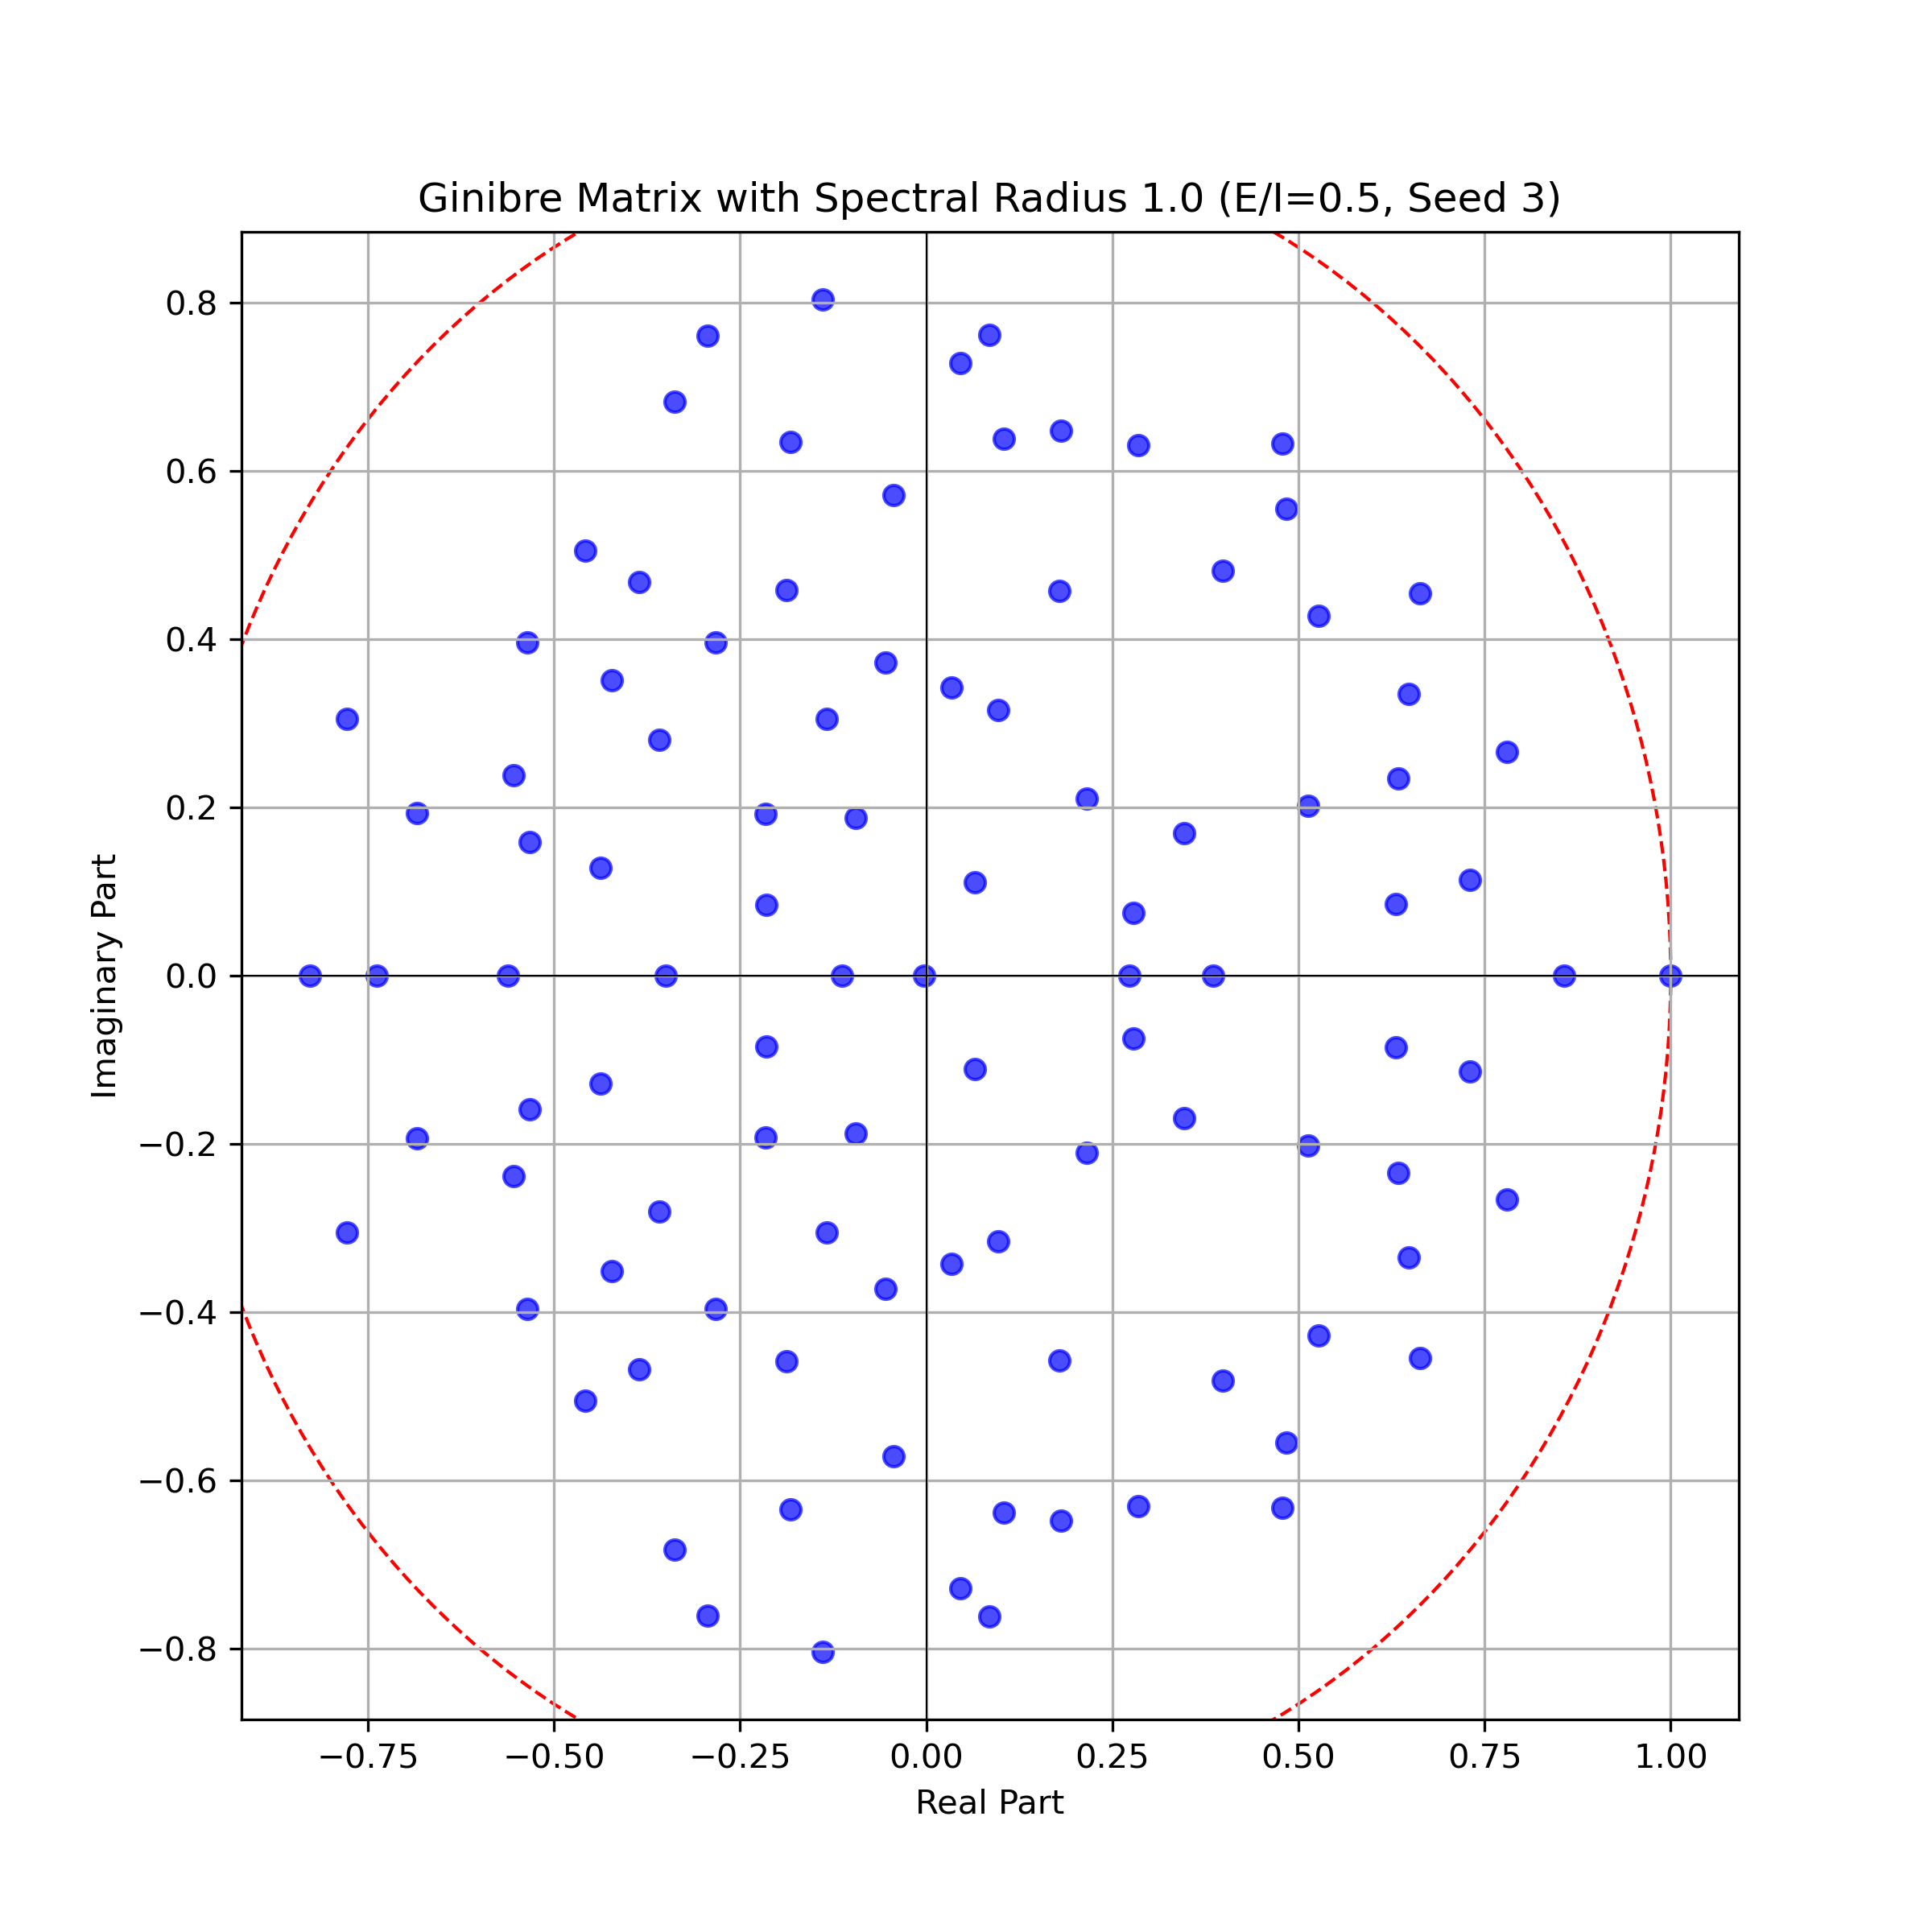 Ginibre Matrix with Spectral Radius 1.0 (E/I=0.5, Seed 3)
0.8
0.6
0.4
0.2
0.0
−0.2
−0.4
−0.6
−0.8
Imaginary Part
−0.75 −0.50 −0.25 0.00 0.25 0.50 0.75 1.00
Real Part